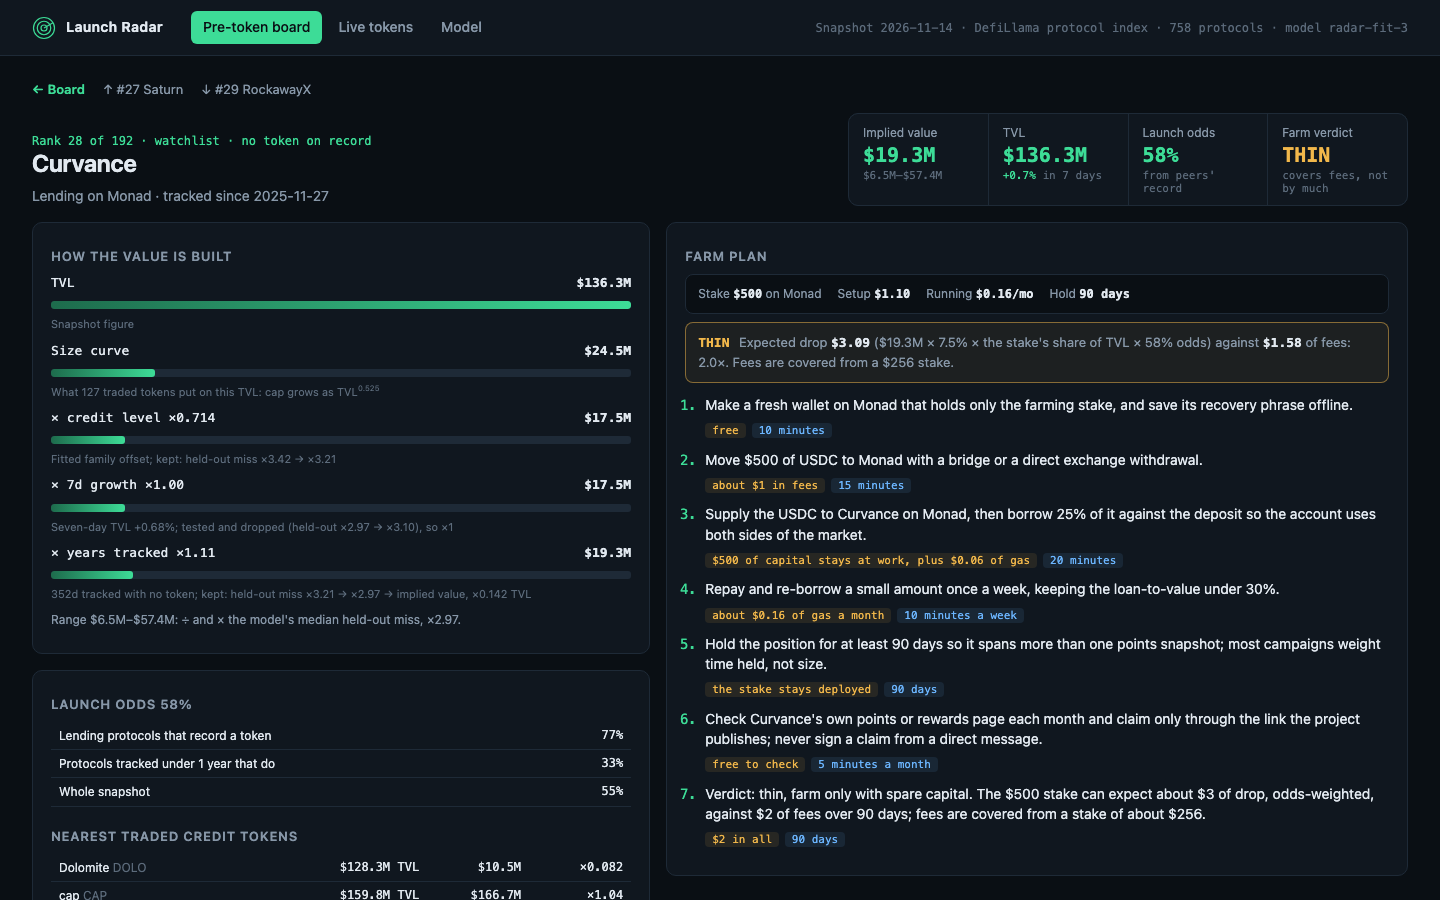 Launch Radar
Pre-token board
Live tokens
Model
Snapshot 2026-11-14 · DefiLlama protocol index · 758 protocols · model radar-fit-3
← Board
↑ #27 Saturn
↓ #29 RockawayX
Rank 28 of 192 · watchlist · no token on record
Curvance
Lending on Monad · tracked since 2025-11-27
Implied value
$19.3M
$6.5M–$57.4M
TVL
$136.3M
+0.7% in 7 days
Launch odds
58%
from peers'
record
Farm verdict
THIN
covers fees, not
by much
HOW THE VALUE IS BUILT
TVL $136.3M
Snapshot figure
Size curve $24.5M
What 127 traded tokens put on this TVL: cap grows as TVL^0.525
× credit level ×0.714 $17.5M
Fitted family offset; kept: held-out miss ×3.42 → ×3.21
× 7d growth ×1.00 $17.5M
Seven-day TVL +0.68%; tested and dropped (held-out ×2.97 → ×3.10), so ×1
× years tracked ×1.11 $19.3M
352d tracked with no token; kept: held-out miss ×3.21 → ×2.97 → implied value, ×0.142 TVL
Range $6.5M–$57.4M: ÷ and × the model's median held-out miss, ×2.97.
LAUNCH ODDS 58%
Lending protocols that record a token 77%
Protocols tracked under 1 year that do 33%
Whole snapshot 55%
NEAREST TRADED CREDIT TOKENS
Dolomite DOLO $128.3M TVL $10.5M ×0.082
cap CAP $159.8M TVL $166.7M ×1.04
FARM PLAN
Stake $500 on Monad Setup $1.10 Running $0.16/mo Hold 90 days
THIN Expected drop $3.09 ($19.3M × 7.5% × the stake's share of TVL × 58% odds) against $1.58 of fees:
2.0×. Fees are covered from a $256 stake.
1. Make a fresh wallet on Monad that holds only the farming stake, and save its recovery phrase offline.
free 10 minutes
2. Move $500 of USDC to Monad with a bridge or a direct exchange withdrawal.
about $1 in fees 15 minutes
3. Supply the USDC to Curvance on Monad, then borrow 25% of it against the deposit so the account uses
both sides of the market.
$500 of capital stays at work, plus $0.06 of gas 20 minutes
4. Repay and re-borrow a small amount once a week, keeping the loan-to-value under 30%.
about $0.16 of gas a month 10 minutes a week
5. Hold the position for at least 90 days so it spans more than one points snapshot; most campaigns weight
time held, not size.
the stake stays deployed 90 days
6. Check Curvance's own points or rewards page each month and claim only through the link the project
publishes; never sign a claim from a direct message.
free to check 5 minutes a month
7. Verdict: thin, farm only with spare capital. The $500 stake can expect about $3 of drop, odds-weighted,
against $2 of fees over 90 days; fees are covered from a stake of about $256.
$2 in all 90 days